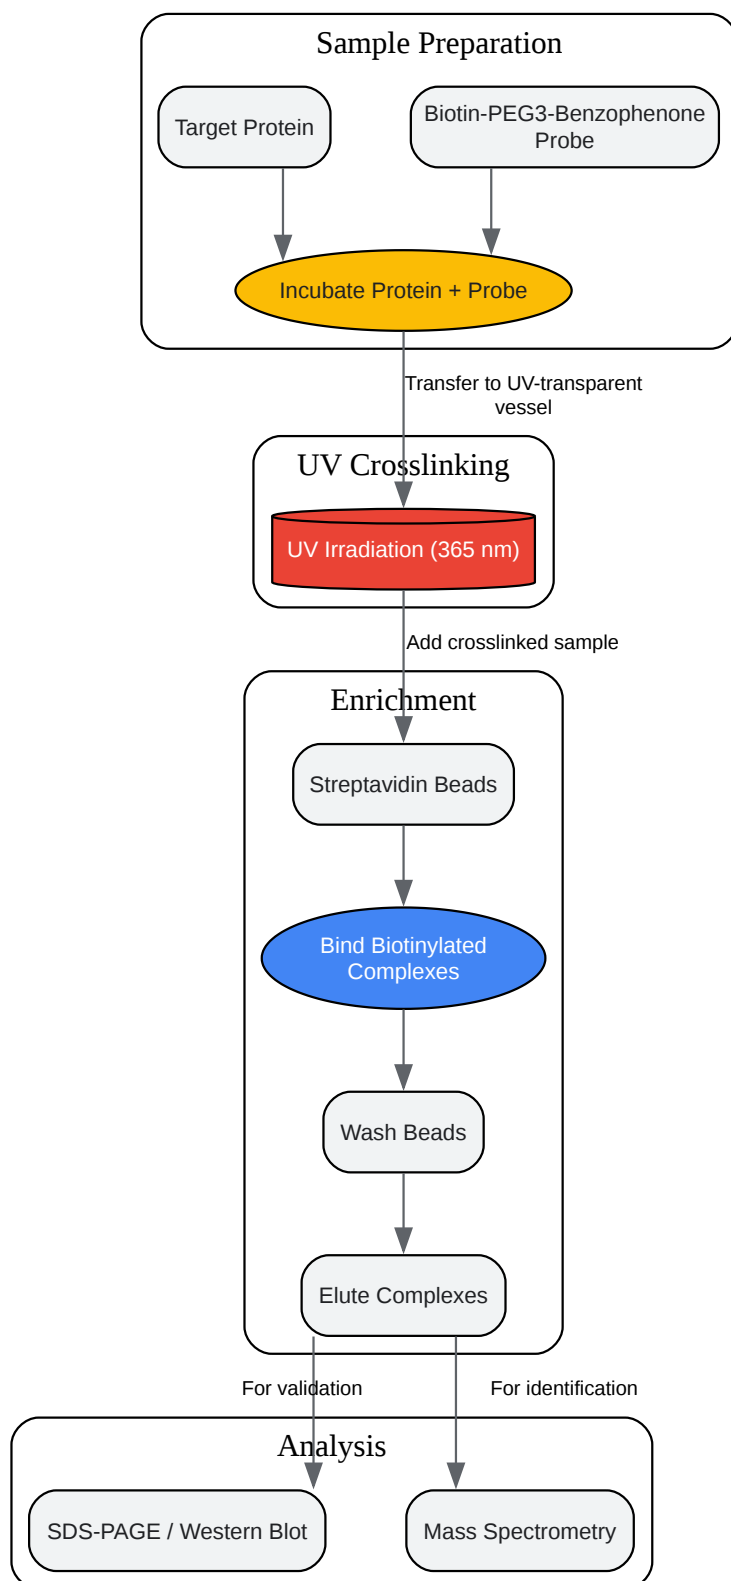 Sample Preparation
Target Protein
Biotin-PEG3-Benzophenone
Probe
Incubate Protein + Probe
Transfer to UV-transparent
vessel
UV Crosslinking
UV Irradiation (365 nm)
Add crosslinked sample
Enrichment
Streptavidin Beads
Bind Biotinylated
Complexes
Wash Beads
Elute Complexes
For validation
For identification
Analysis
SDS-PAGE / Western Blot
Mass Spectrometry